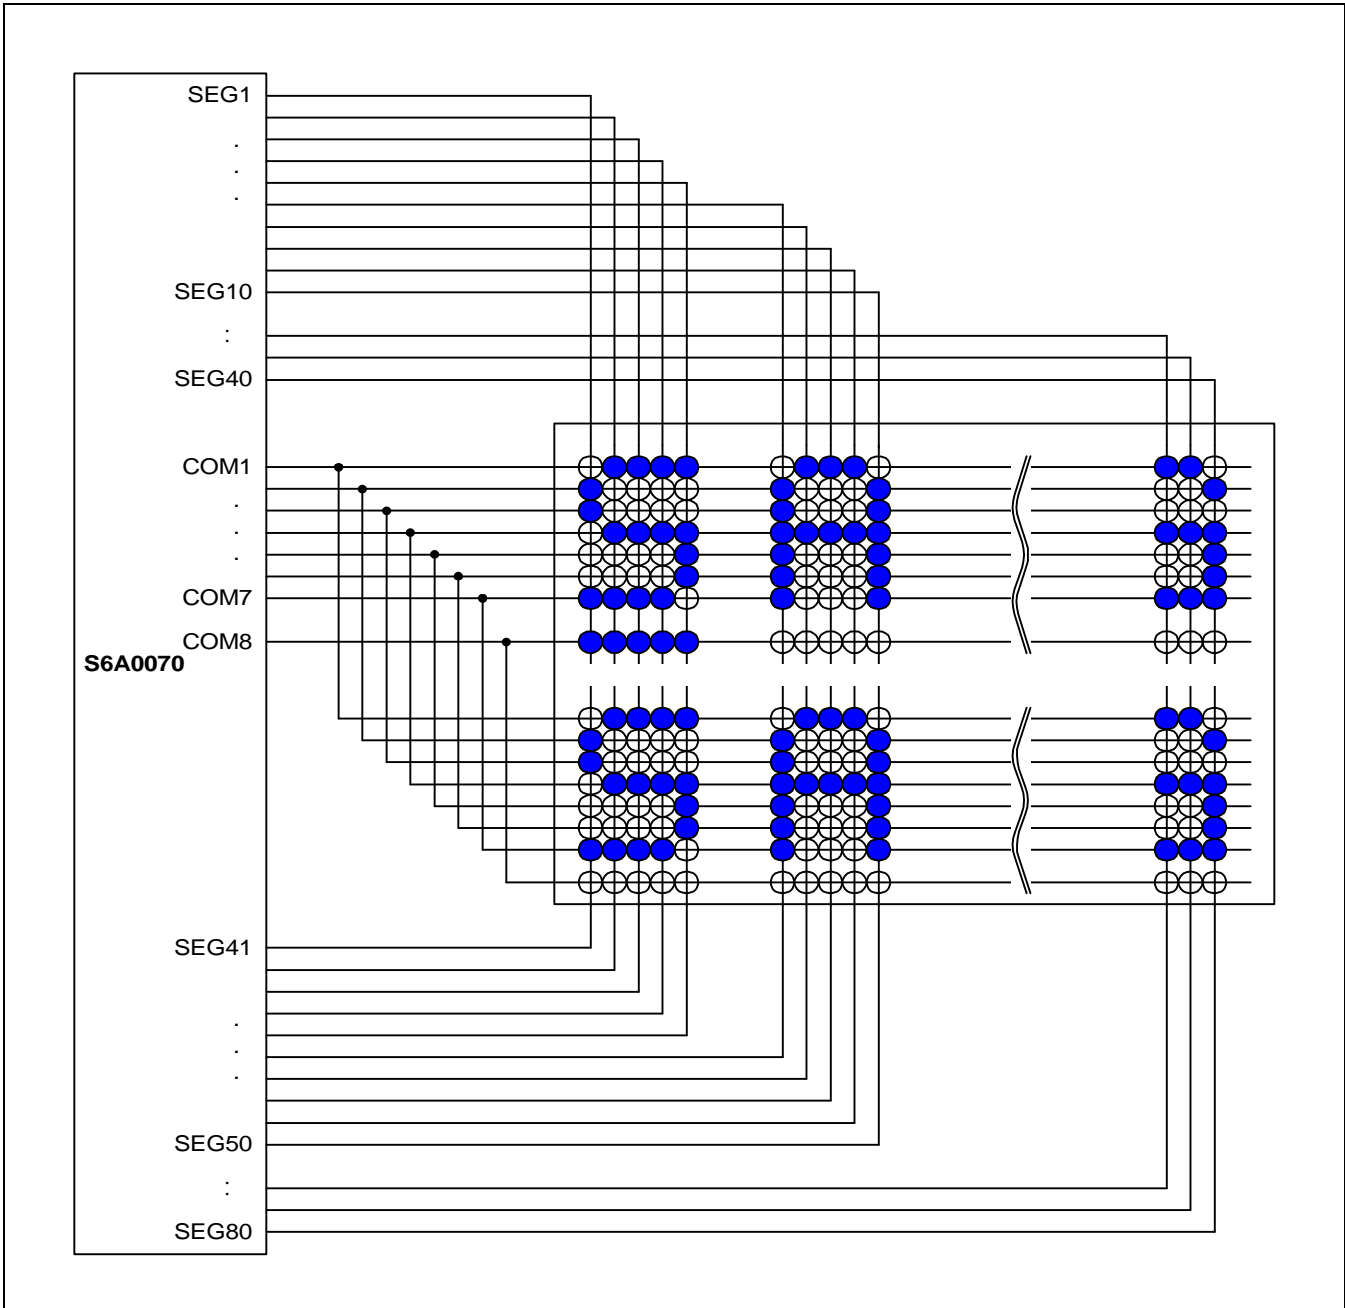 SEG1
.
.
.
SEG10
:
SEG40
COM1
.
.
.
COM7
COM8
S6A0070
SEG41
.
.
.
SEG50
:
SEG80